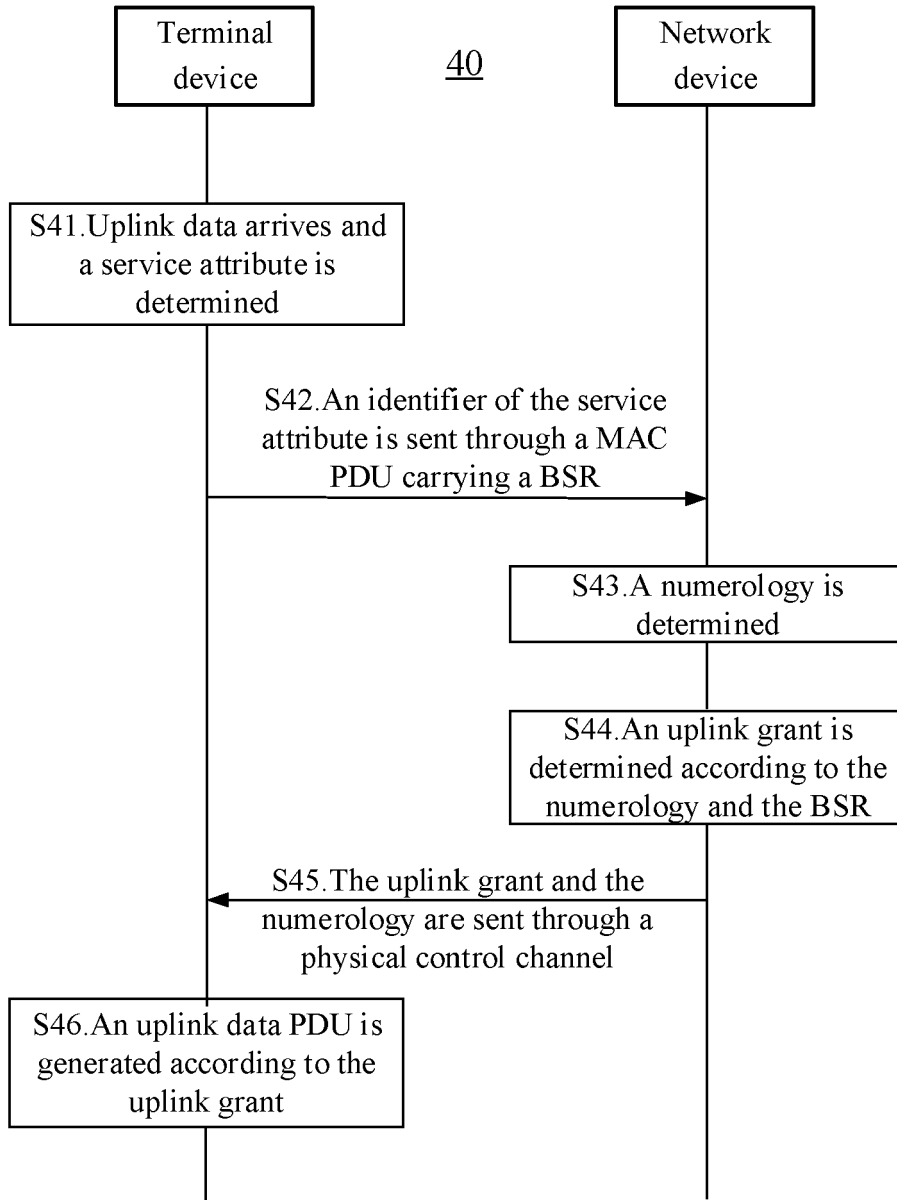 Terminal
device
40
Network
device
S41.Uplink data arrives and
a service attribute is
determined
S42.An identifier of the service
attribute is sent through a MAC
PDU carrying a BSR
S43.A numerology is
determined
S44.An uplink grant is
determined according to the
numerology and the BSR
S45.The uplink grant and the
numerology are sent through a
physical control channel
S46.An uplink data PDU is
generated according to the
uplink grant